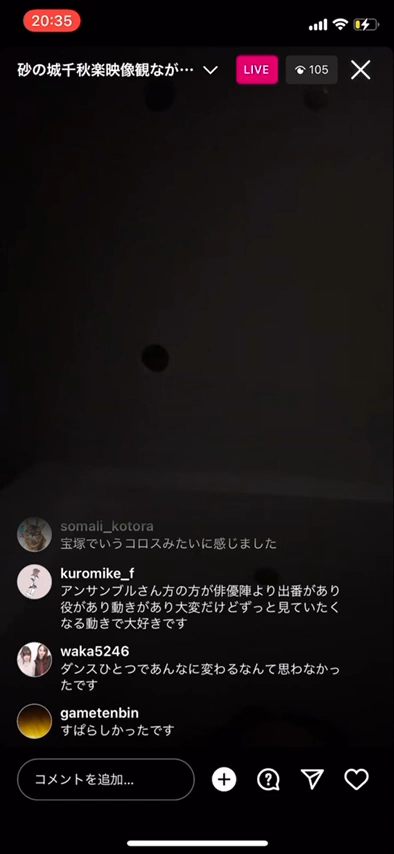 20:35
砂の城千秋楽映像観なが…
LIVE
105
somali_kotora
宝塚でいうコロスみたいに感じました
kuromike_f
アンサンブルさん方の方が俳優陣より出番があり
役があり動きがあり大変だけどずっと見ていたく
なる動きで大好きです
waka5246
ダンスひとつであんなに変わるなんて思わなかっ
たです
gametenbin
すばらしかったです
コメントを追加...